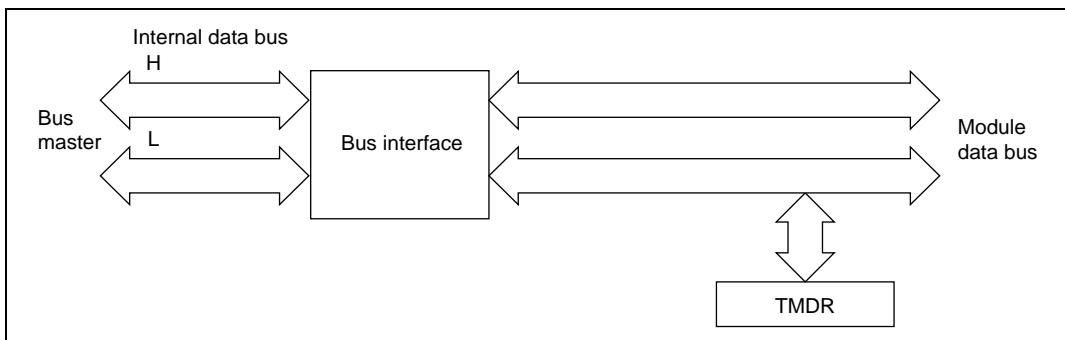 Internal data bus
H
Bus
master
L
Bus interface
Module
data bus
TMDR